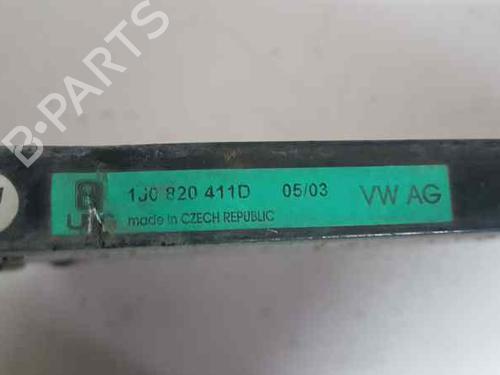 B-PARTS
1J0 820 411D 05/03 VW AG
made in CZECH REPUBLIC